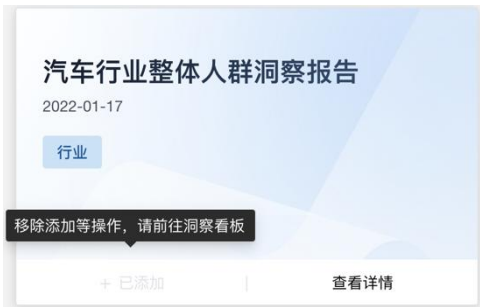 汽车行业整体人群洞察报告
2022-01-17
行业
移除添加等操作，请前往洞察看板
+ 已添加
查看详情